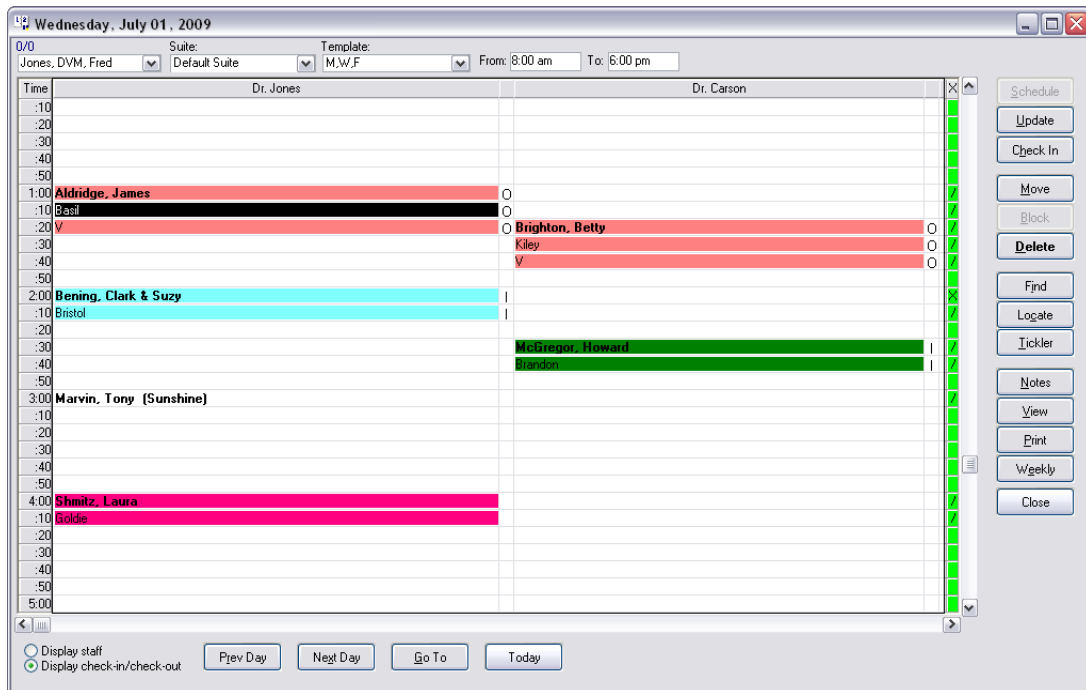 Wednesday, July 01, 2009
0/0 Suite: Template:
Jones, DVM, Fred Default Suite M,W,F From: 8:00 am To: 6:00 pm
Time Dr. Jones Dr. Carson X
:10
:20
:30
:40
:50
1:00 Aldridge, James O /
:10 Basil O /
:20 V O Brighton, Betty O /
:30 Kiley O /
:40 V O /
:50
2:00 Bening, Clark & Suzy I X
:10 Bristol I /
:20
:30 McGregor, Howard I /
:40 Brandon I /
:50
3:00 Marvin, Tony (Sunshine) /
:10
:20
:30
:40
:50
4:00 Shmitz, Laura /
:10 Goldie /
:20
:30
:40
:50
5:00
Schedule
Update
Check In
Move
Block
Delete
Find
Locate
Tickler
Notes
View
Print
Weekly
Close
Display staff
Display check-in/check-out
Prev Day Next Day Go To Today